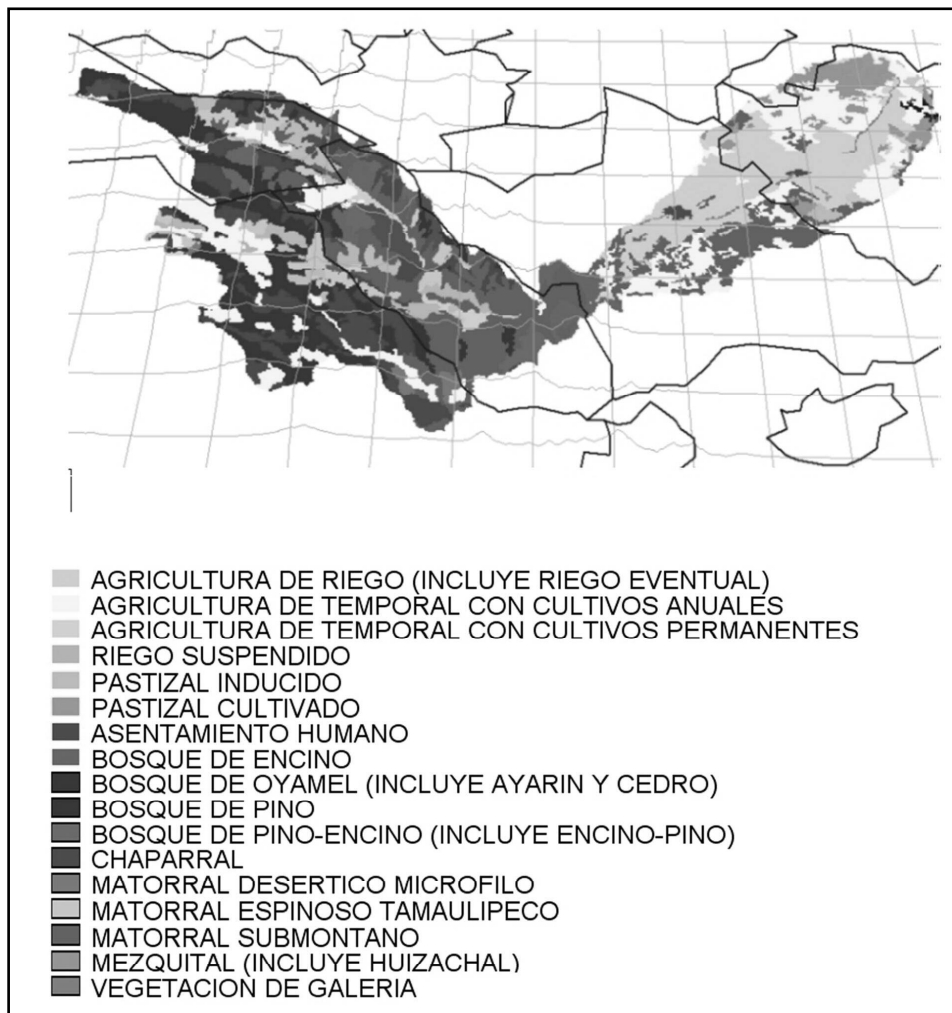 AGRICULTURA DE RIEGO (INCLUYE RIEGO EVENTUAL)
AGRICULTURA DE TEMPORAL CON CULTIVOS ANUALES
AGRICULTURA DE TEMPORAL CON CULTIVOS PERMANENTES
RIEGO SUSPENDIDO
PASTIZAL INDUCIDO
PASTIZAL CULTIVADO
ASENTAMIENTO HUMANO
BOSQUE DE ENCINO
BOSQUE DE OYAMEL (INCLUYE AYARIN Y CEDRO)
BOSQUE DE PINO
BOSQUE DE PINO-ENCINO (INCLUYE ENCINO-PINO)
CHAPARRAL
MATORRAL DESERTICO MICROFILO
MATORRAL ESPINOSO TAMAULIPECO
MATORRAL SUBMONTANO
MEZQUITAL (INCLUYE HUIZACHAL)
VEGETACION DE GALERIA